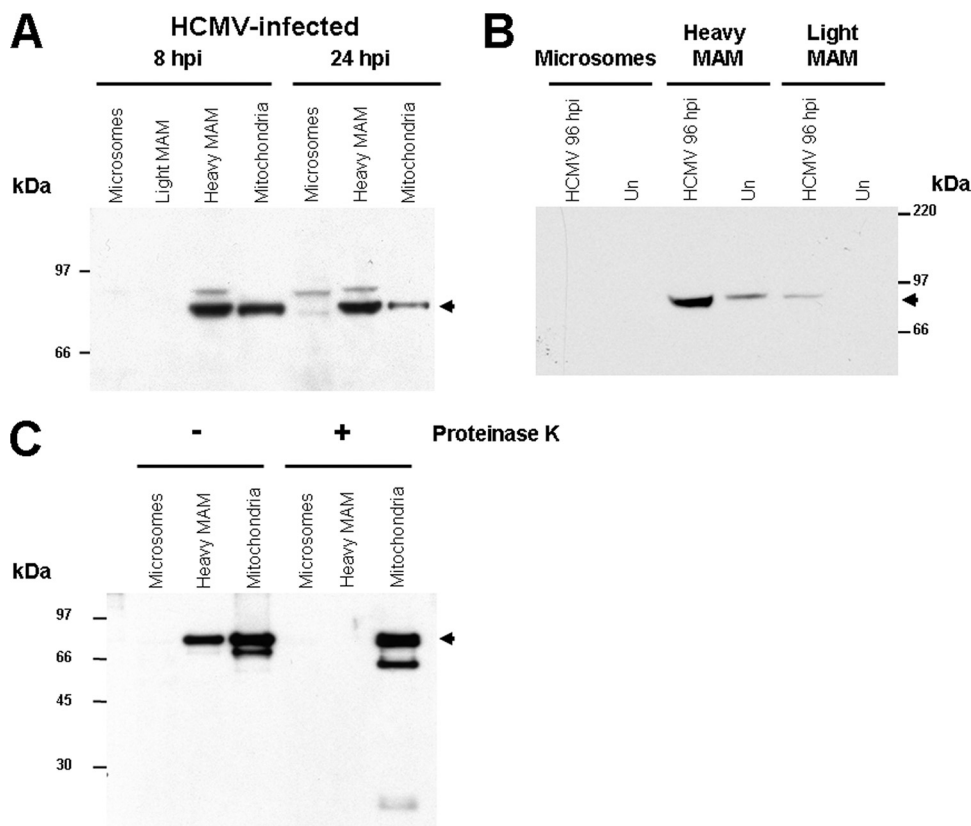 A
HCMV-infected
8 hpi
24 hpi
Microsomes
Light MAM
Heavy MAM
Mitochondria
Microsomes
Heavy MAM
Mitochondria
kDa
97
66
B
Microsomes
Heavy
MAM
Light
MAM
HCMV 96 hpi
Un
HCMV 96 hpi
Un
HCMV 96 hpi
Un
kDa
220
97
66
C
-
+
Proteinase K
Microsomes
Heavy MAM
Mitochondria
Microsomes
Heavy MAM
Mitochondria
kDa
97
66
45
30